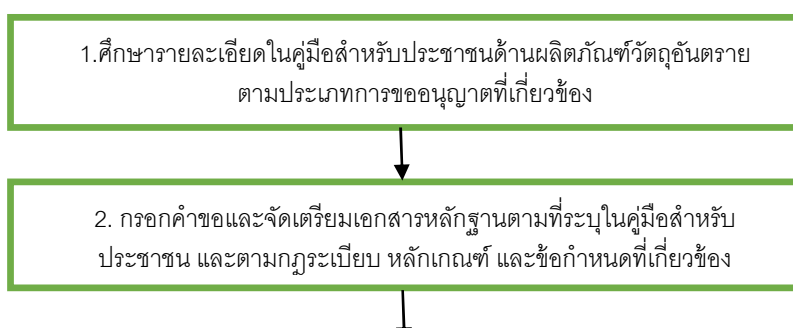 1.ศึกษารายละเอียดในคู่มือสำหรับประชาชนด้านผลิตภัณฑ์วัตถุอันตราย
ตามประเภทการขออนุญาตที่เกี่ยวข้อง
2. กรอกคำขอและจัดเตรียมเอกสารหลักฐานตามที่ระบุในคู่มือสำหรับ
ประชาชน และตามกฎระเบียบ หลักเกณฑ์ และข้อกำหนดที่เกี่ยวข้อง